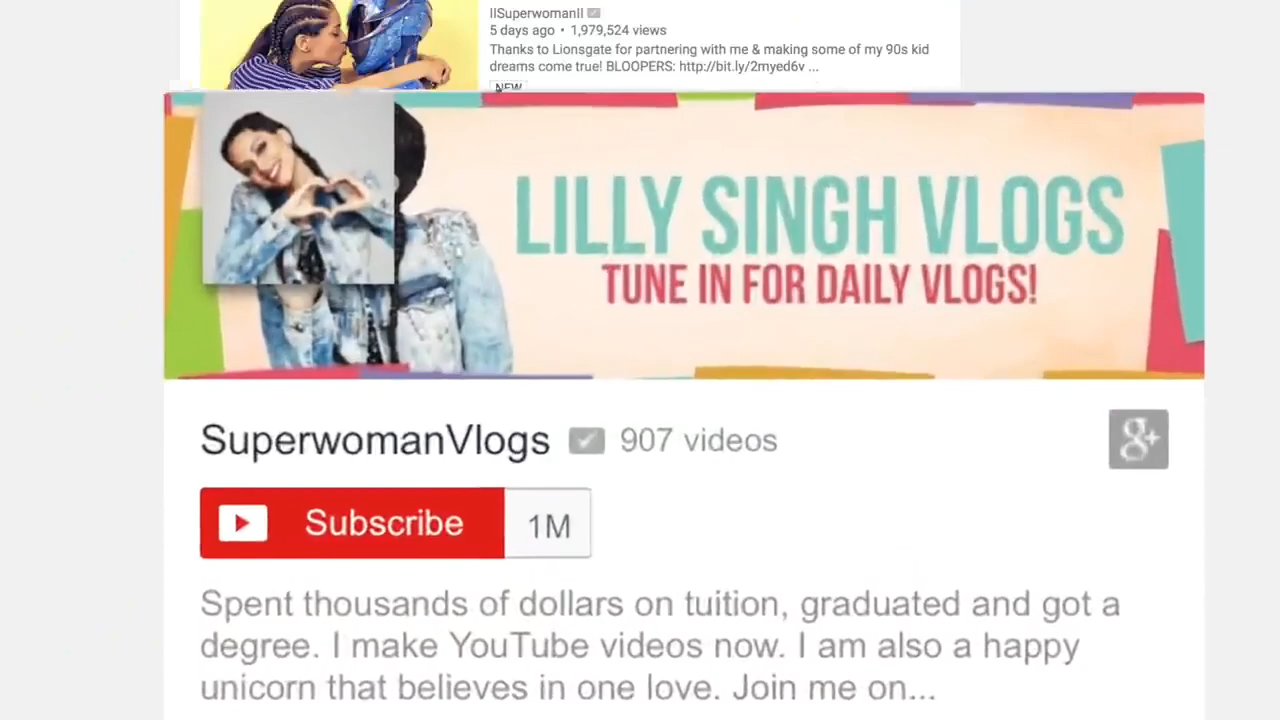 IISuperwomanII
5 days ago • 1,979,524 views
Thanks to Lionsgate for partnering with me & making some of my 90s kid
dreams come true! BLOOPERS: http://bit.ly/2myed6v ...
NEW
LILLY SINGH VLOGS
TUNE IN FOR DAILY VLOGS!
SuperwomanVlogs 907 videos
g+
Subscribe 1M
Spent thousands of dollars on tuition, graduated and got a
degree. I make YouTube videos now. I am also a happy
unicorn that believes in one love. Join me on...